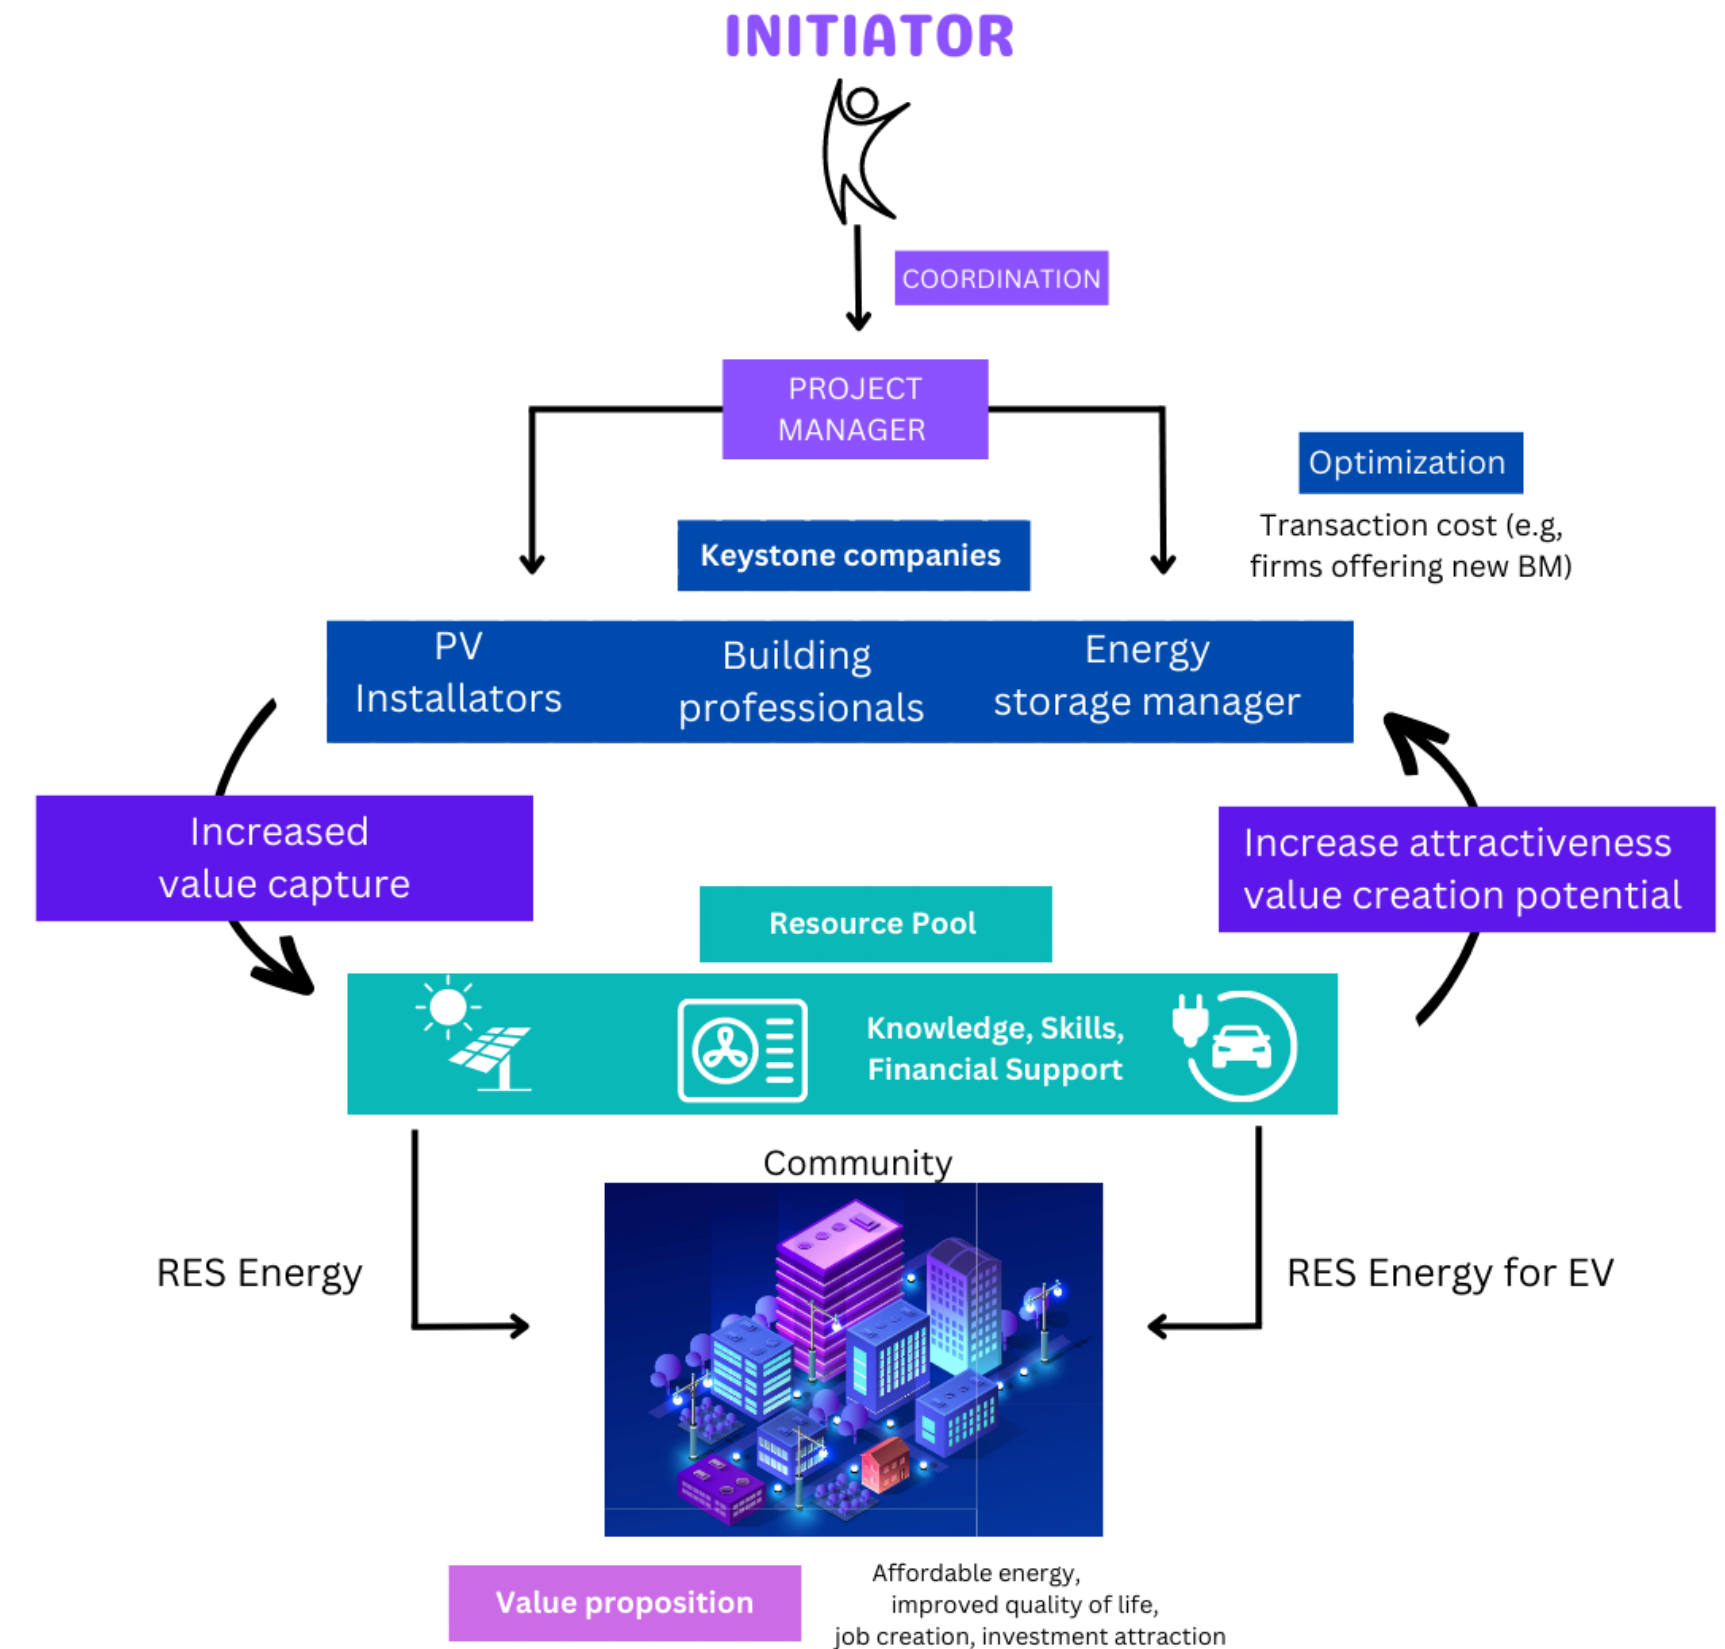 INITIATOR
COORDINATION
PROJECT
MANAGER
Optimization
Transaction cost (e.g,
firms offering new BM)
Keystone companies
PV
Installators
Building
professionals
Energy
storage manager
Increased
value capture
Increase attractiveness
value creation potential
Resource Pool
Knowledge, Skills,
Financial Support
Community
RES Energy
RES Energy for EV
Value proposition
Affordable energy,
improved quality of life,
job creation, investment attraction